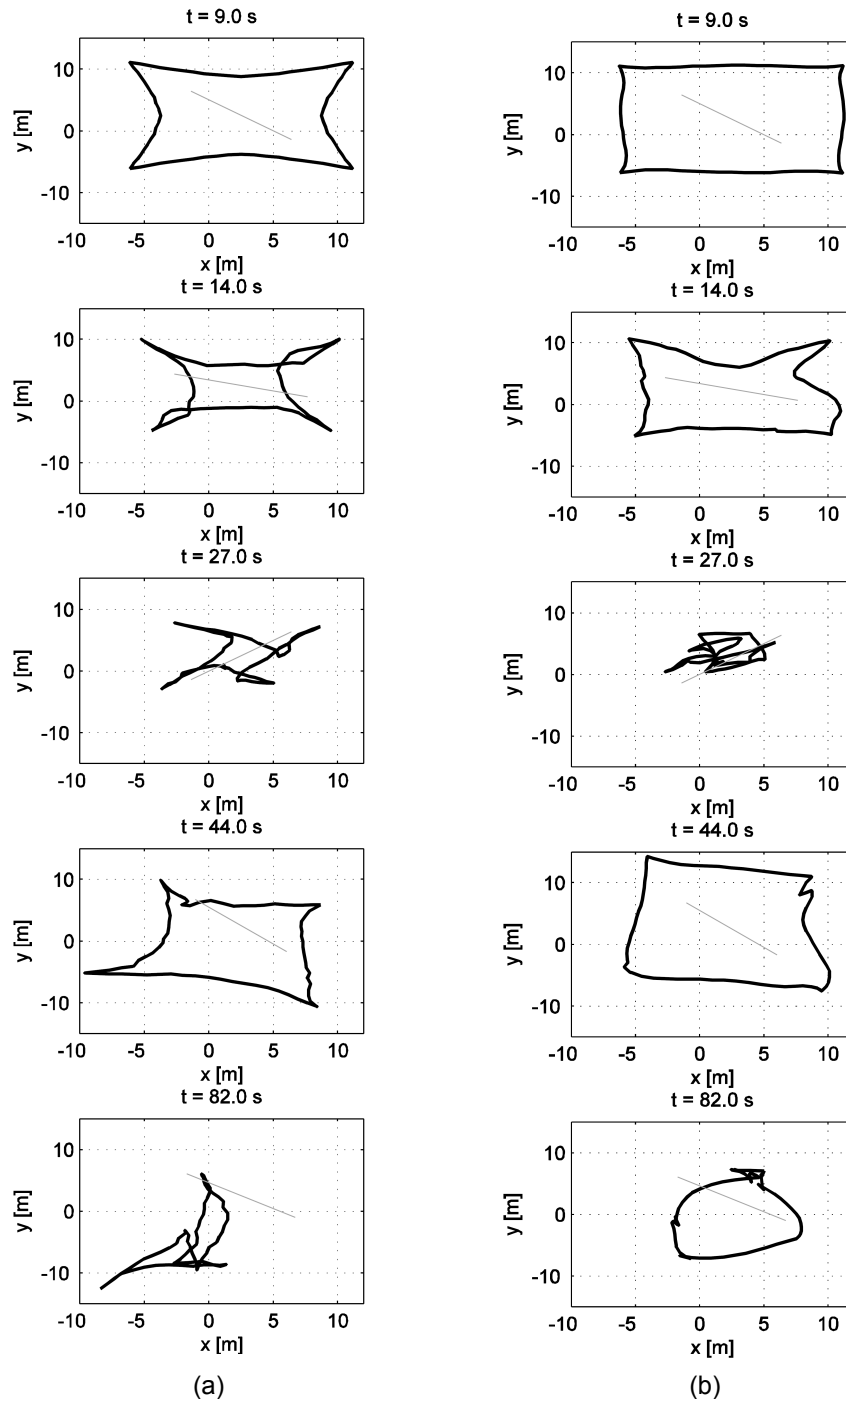 t = 9.0 s
10
0
-10
y [m]
-10 -5 0 5 10
x [m]
t = 14.0 s
10
0
-10
y [m]
-10 -5 0 5 10
x [m]
t = 27.0 s
10
0
-10
y [m]
-10 -5 0 5 10
x [m]
t = 44.0 s
10
0
-10
y [m]
-10 -5 0 5 10
x [m]
t = 82.0 s
10
0
-10
y [m]
-10 -5 0 5 10
x [m]
(a)
t = 9.0 s
10
0
-10
y [m]
-10 -5 0 5 10
x [m]
t = 14.0 s
10
0
-10
y [m]
-10 -5 0 5 10
x [m]
t = 27.0 s
10
0
-10
y [m]
-10 -5 0 5 10
x [m]
t = 44.0 s
10
0
-10
y [m]
-10 -5 0 5 10
x [m]
t = 82.0 s
10
0
-10
y [m]
-10 -5 0 5 10
x [m]
(b)